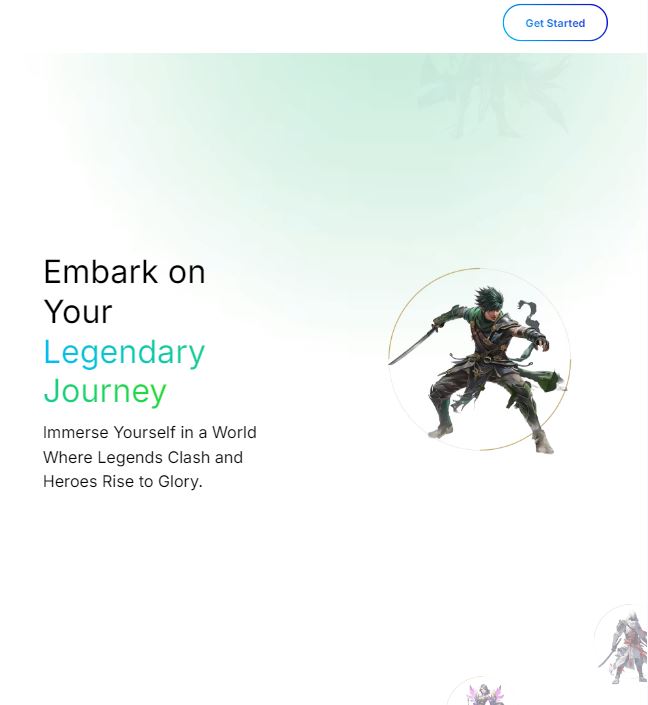 Get Started
Embark on
Your
Legendary
Journey
Immerse Yourself in a World
Where Legends Clash and
Heroes Rise to Glory.